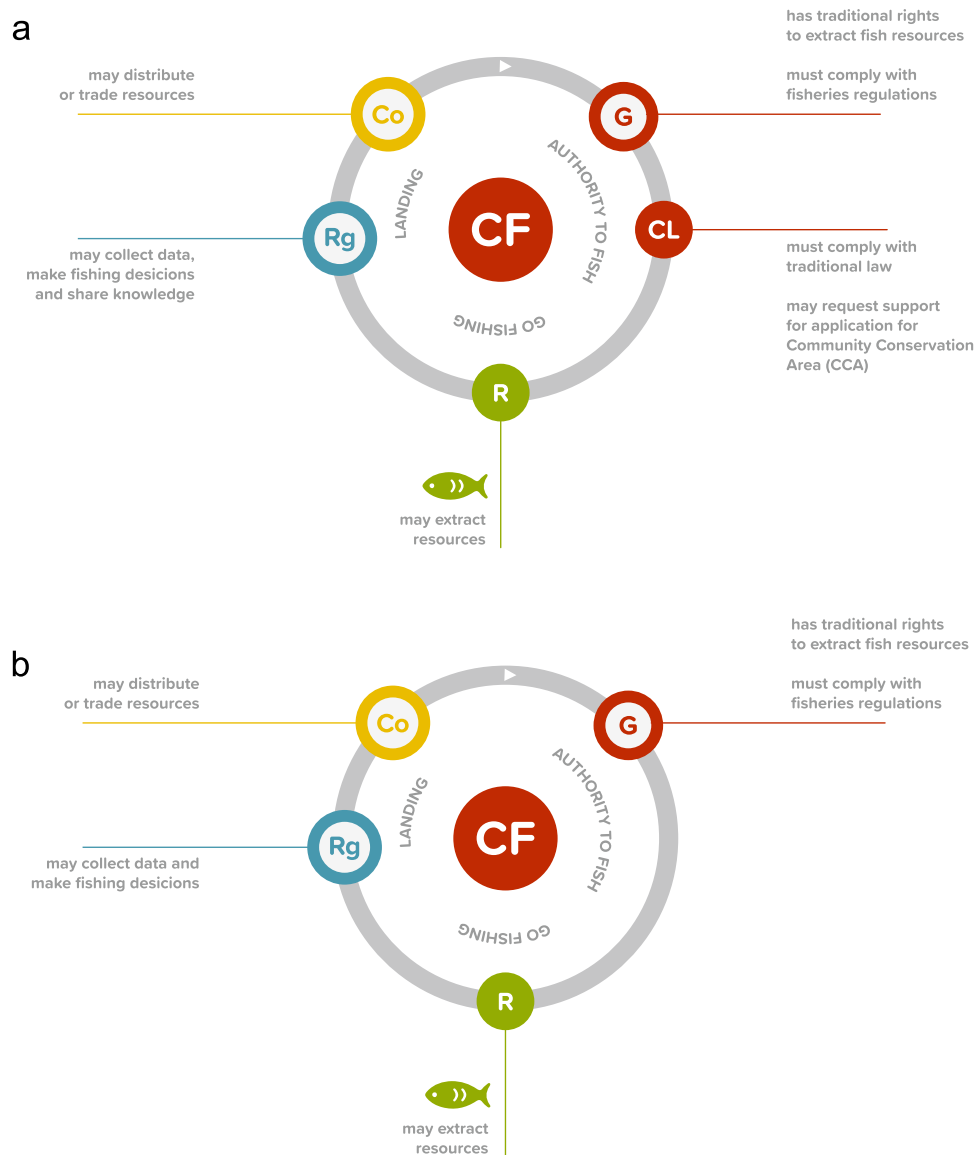 a
has traditional rights
to extract fish resources
must comply with
fisheries regulations
may distribute
or trade resources
Co
G
AUTHORITY TO FISH
LANDING
CF
Rg
CL
may collect data,
make fishing desicions
and share knowledge
must comply with
traditional law
may request support
for application for
Community Conservation
Area (CCA)
GO FISHING
R
may extract
resources
b
has traditional rights
to extract fish resources
must comply with
fisheries regulations
may distribute
or trade resources
Co
G
AUTHORITY TO FISH
LANDING
CF
Rg
may collect data and
make fishing desicions
GO FISHING
R
may extract
resources